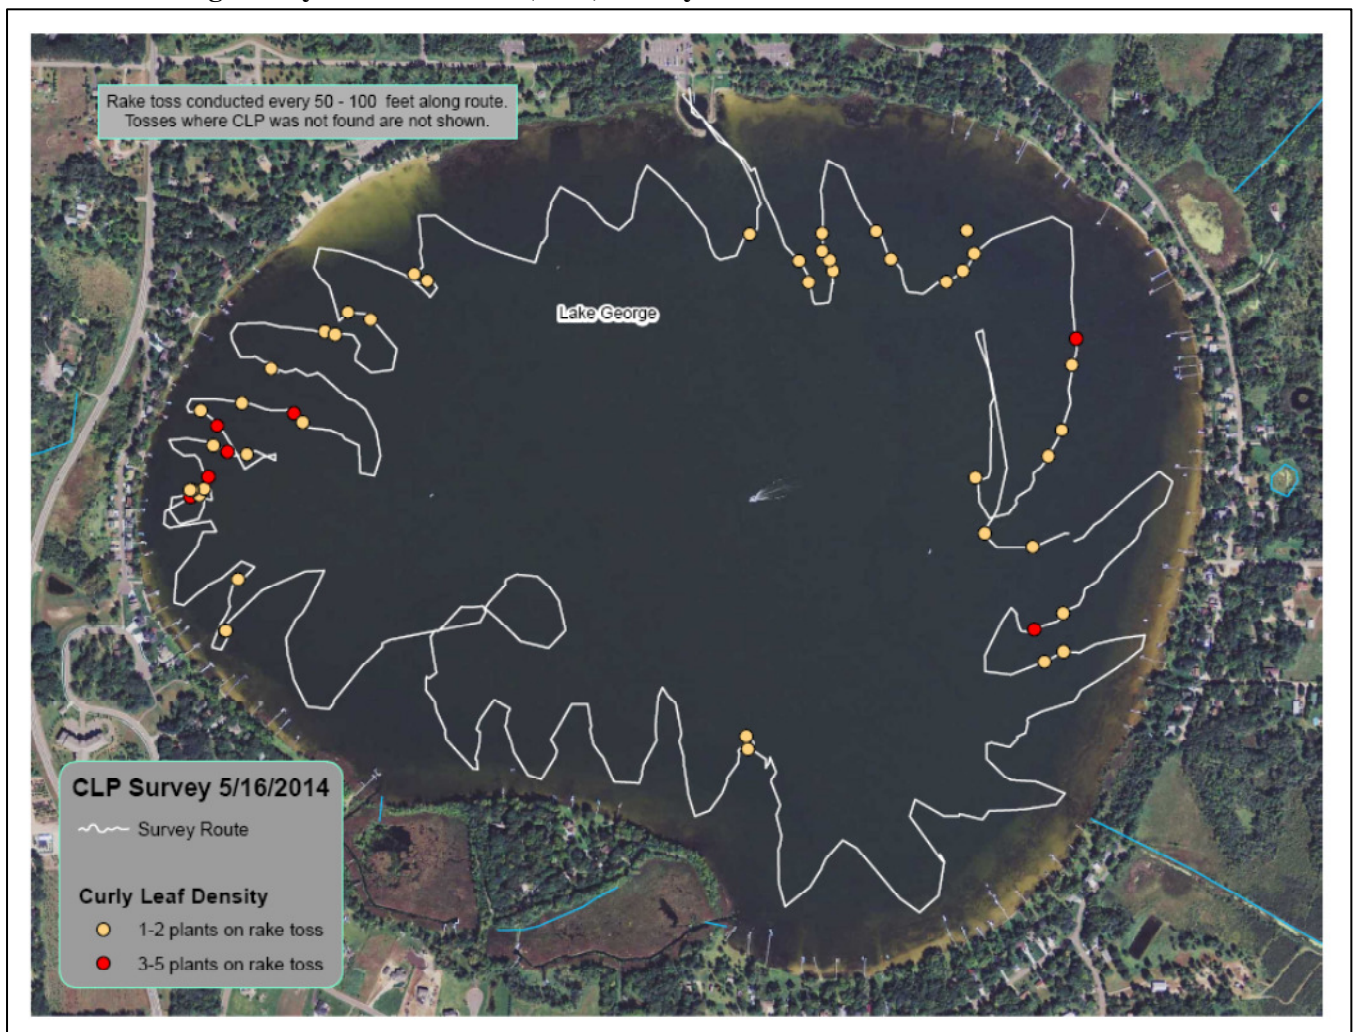 Rake toss conducted every 50 - 100 feet along route.
Tosses where CLP was not found are not shown.
Lake George
CLP Survey 5/16/2014
Survey Route
Curly Leaf Density
1-2 plants on rake toss
3-5 plants on rake toss